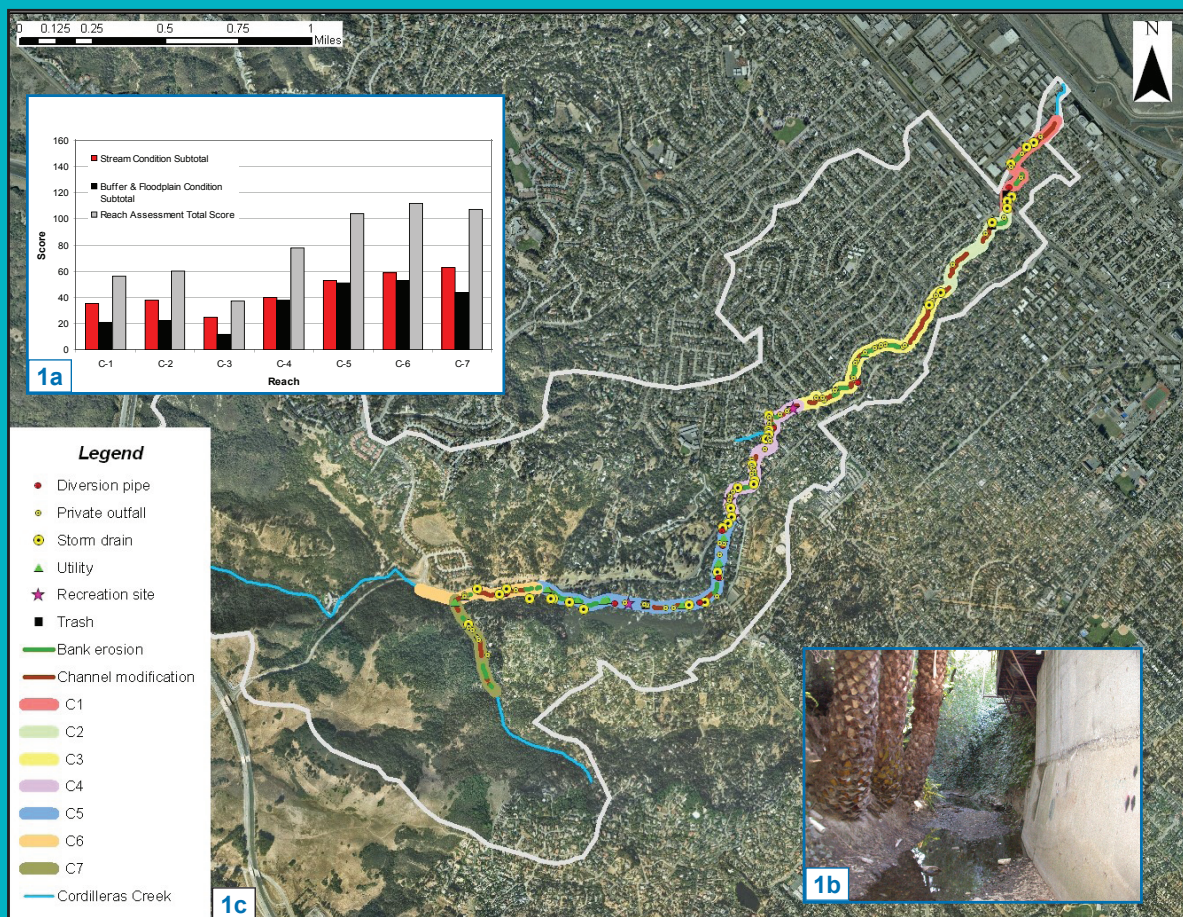 0 0.125 0.25 0.5 0.75 1
Miles
N
160
140
120
100
80
60
40
20
0
Score
Stream Condition Subtotal
Buffer & Floodplain Condition
Subtotal
Reach Assessment Total Score
C-1 C-2 C-3 C-4 C-5 C-6 C-7
Reach
1a
Legend
Diversion pipe
Private outfall
Storm drain
Utility
Recreation site
Trash
Bank erosion
Channel modification
C1
C2
C3
C4
C5
C6
C7
Cordilleras Creek
1c
1b